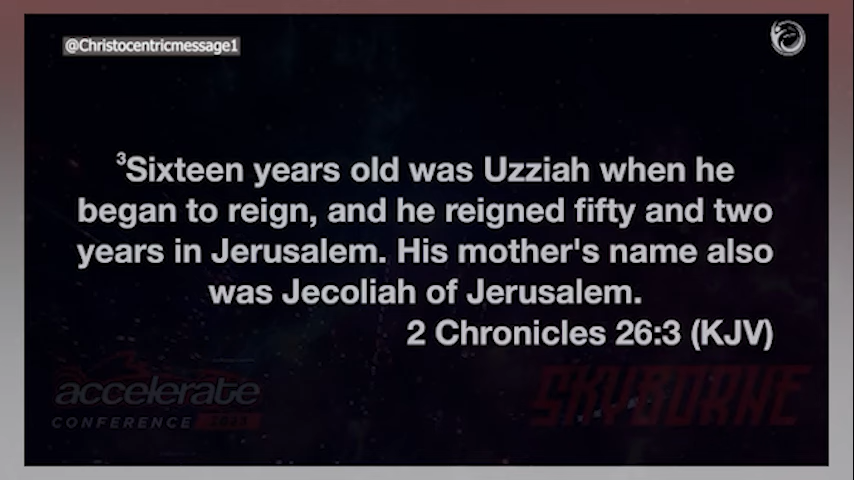 @Christocentricmessage1
³Sixteen years old was Uzziah when he
began to reign, and he reigned fifty and two
years in Jerusalem. His mother's name also
was Jecoliah of Jerusalem.
2 Chronicles 26:3 (KJV)
accelerate
CONFERENCE
SKYBORNE